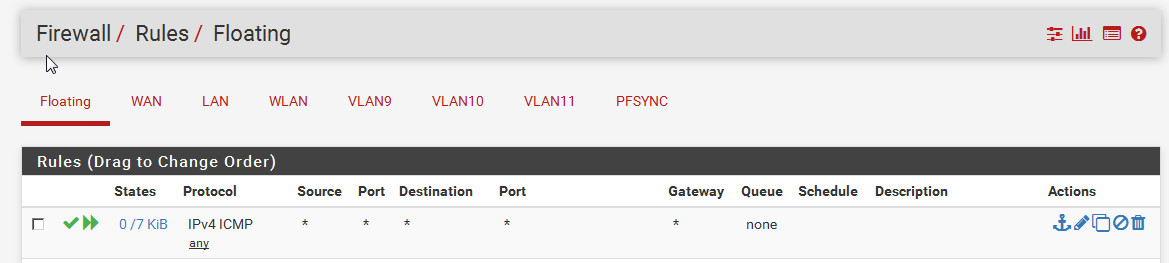 Firewall / Rules / Floating
Floating WAN LAN WLAN VLAN9 VLAN10 VLAN11 PFSYNC
Rules (Drag to Change Order)
States Protocol Source Port Destination Port Gateway Queue Schedule Description Actions
0 /7 KiB IPv4 ICMP * * * * * none
any